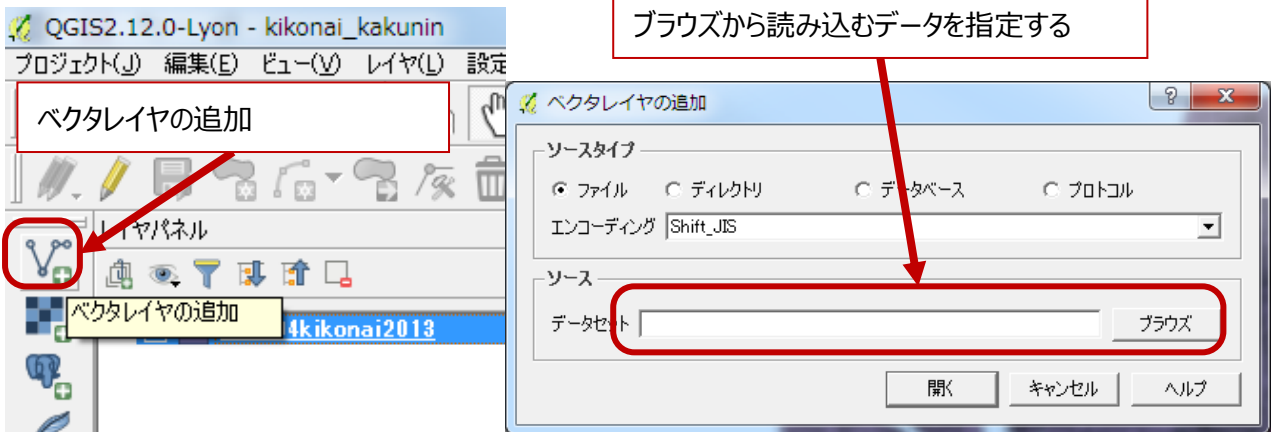 QGIS2.12.0-Lyon - kikonai_kakunin
プロジェクト(J) 編集(E) ビュー(V) レイヤ(L) 設定
ベクタレイヤの追加
レイヤパネル
ベクタレイヤの追加
4kikonai2013
ブラウズから読み込むデータを指定する
ベクタレイヤの追加
ソースタイプ
ファイル ディレクトリ データベース プロトコル
エンコーディング Shift_JIS
ソース
データセット ブラウズ
開く キャンセル ヘルプ